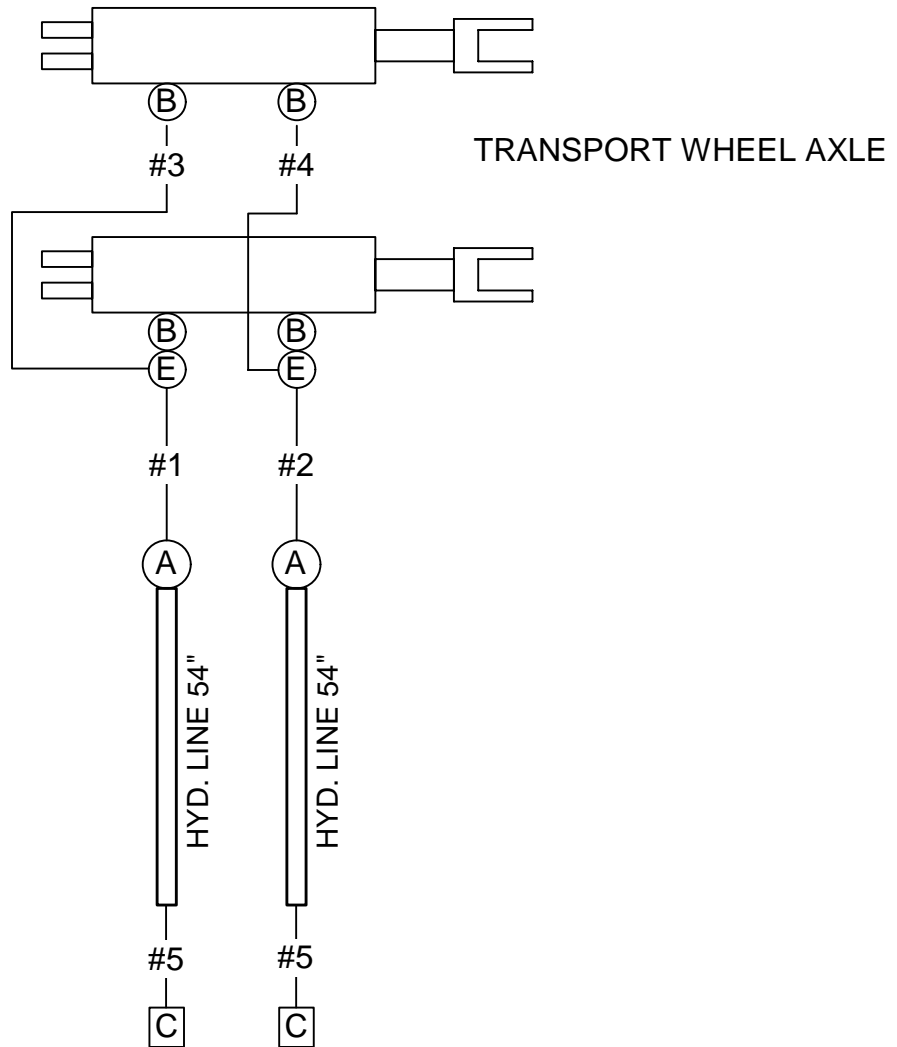 B B
#3 #4
TRANSPORT WHEEL AXLE
B B
E E
#1 #2
A A
HYD. LINE 54"
HYD. LINE 54"
#5 #5
C C